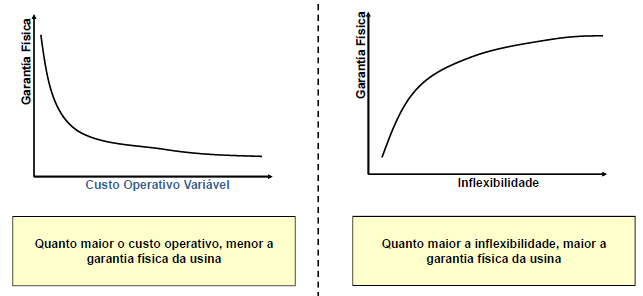 Garantia Física
Custo Operativo Variável
Quanto maior o custo operativo, menor a
garantia física da usina
Garantia Física
Inflexibilidade
Quanto maior a inflexibilidade, maior a
garantia física da usina